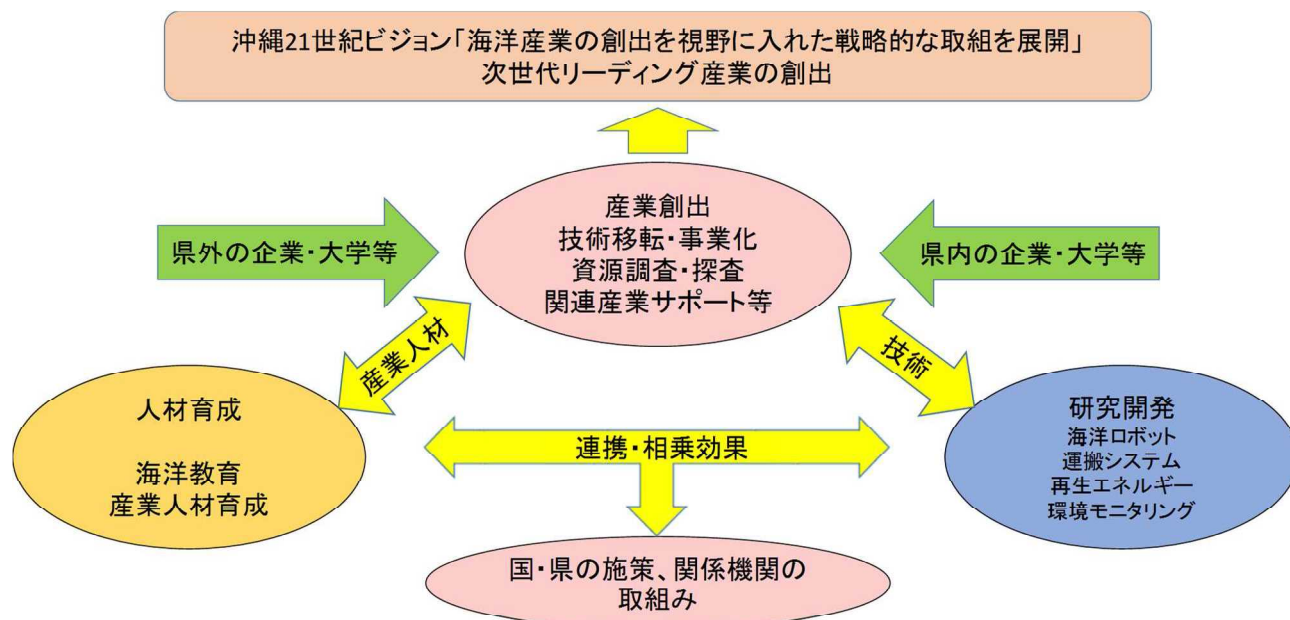 沖縄21世紀ビジョン「海洋産業の創出を視野に入れた戦略的な取組を展開」
次世代リーディング産業の創出
産業創出
技術移転・事業化
資源調査・探査
関連産業サポート等
県外の企業・大学等
県内の企業・大学等
産業人材
技術
人材育成
海洋教育
産業人材育成
連携・相乗効果
研究開発
海洋ロボット
運搬システム
再生エネルギー
環境モニタリング
国・県の施策、関係機関の
取組み